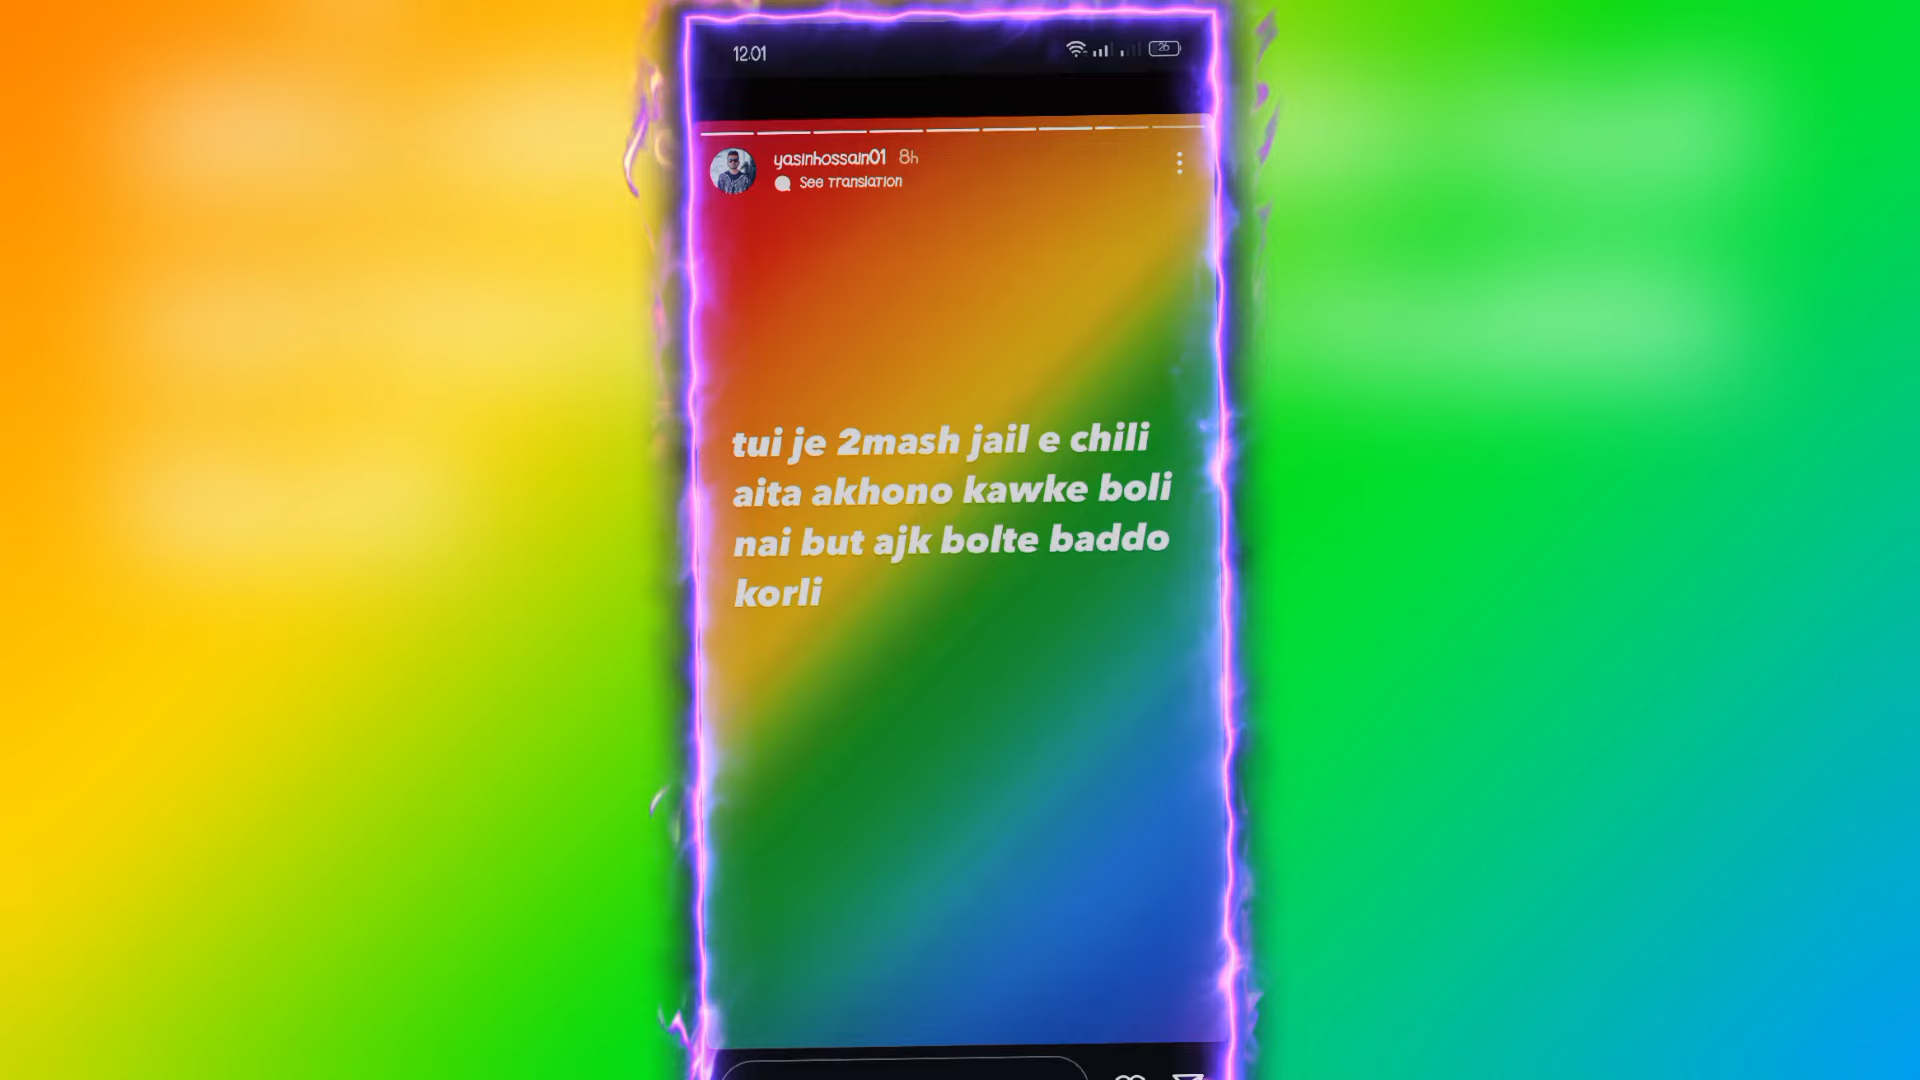 12.01
26
yasinhossain01 8h
See Translation
tui je 2mash jail e chili
aita akhono kawke boli
nai but ajk bolte baddo
korli